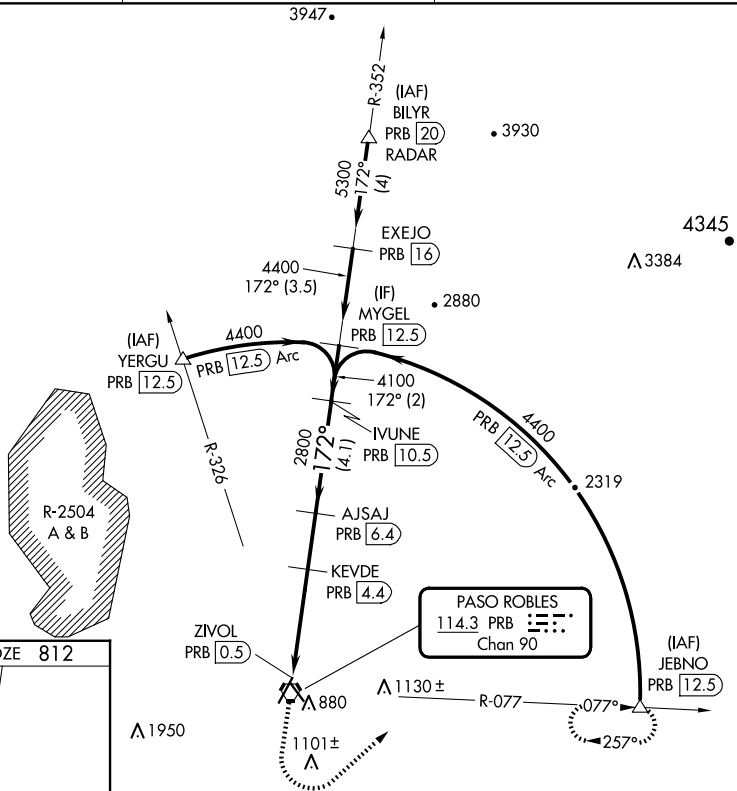 3947
R-352
(IAF)
BILYR
PRB 20
RADAR
3930
5300
172°
(4)
EXEJO
PRB 16
4345
3384
4400
172° (3.5)
(IF)
MYGEL
PRB 12.5
2880
(IAF)
YERGU
PRB 12.5
4400
PRB 12.5 Arc
4100
172° (2)
4400
PRB 12.5 Arc
IVUNE
PRB 10.5
2800
172°
(4.1)
R-326
2319
R-2504
A & B
AJSAJ
PRB 6.4
KEVDE
PRB 4.4
PASO ROBLES
114.3 PRB
Chan 90
ZIVOL
PRB 0.5
DZE 812
(IAF)
JEBNO
PRB 12.5
1130 ±
R-077
077°
880
1950
257°
1101±